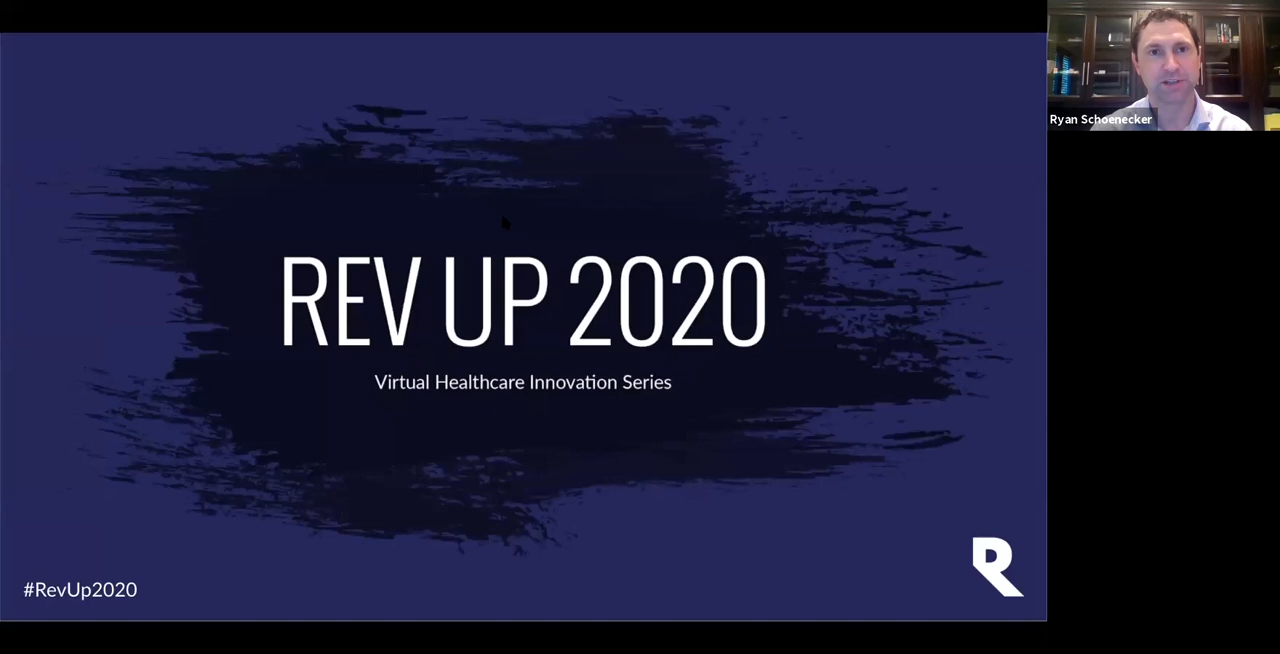 REV UP 2020
Virtual Healthcare Innovation Series
#RevUp2020
R
Ryan Schoenecker